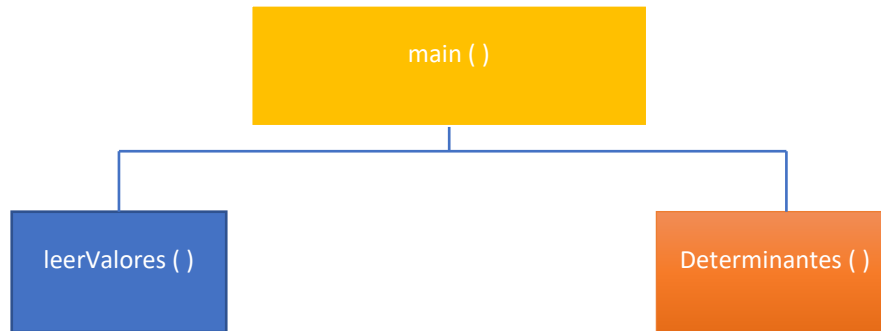 main ( )
leerValores ( )
Determinantes ( )